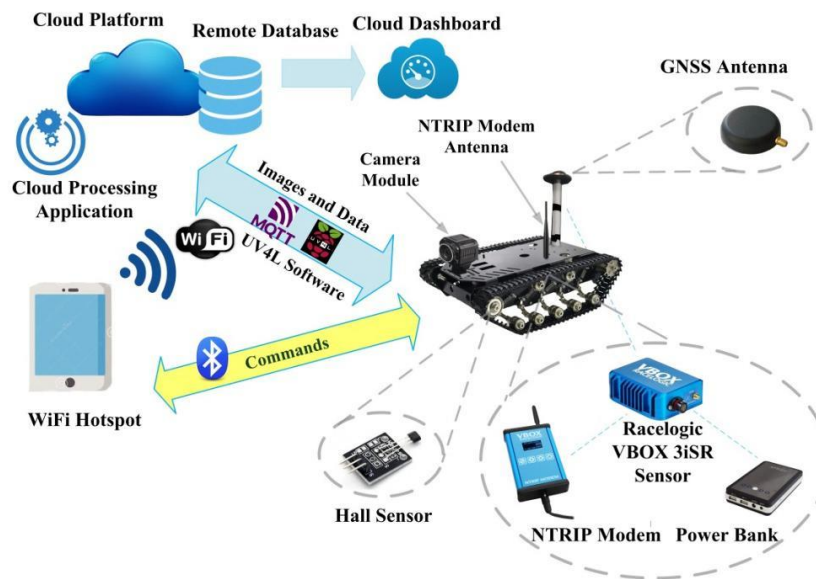 Cloud Platform
Remote Database
Cloud Dashboard
GNSS Antenna
NTRIP Modem
Antenna
Camera
Module
Cloud Processing
Application
Images and Data
MQTT
WiFi
UV4L
UV4L Software
Commands
WiFi Hotspot
VBOX
RACELOGIC
Racelogic
VBOX 3iSR
Sensor
VBOX
Hall Sensor
NTRIP Modem
Power Bank